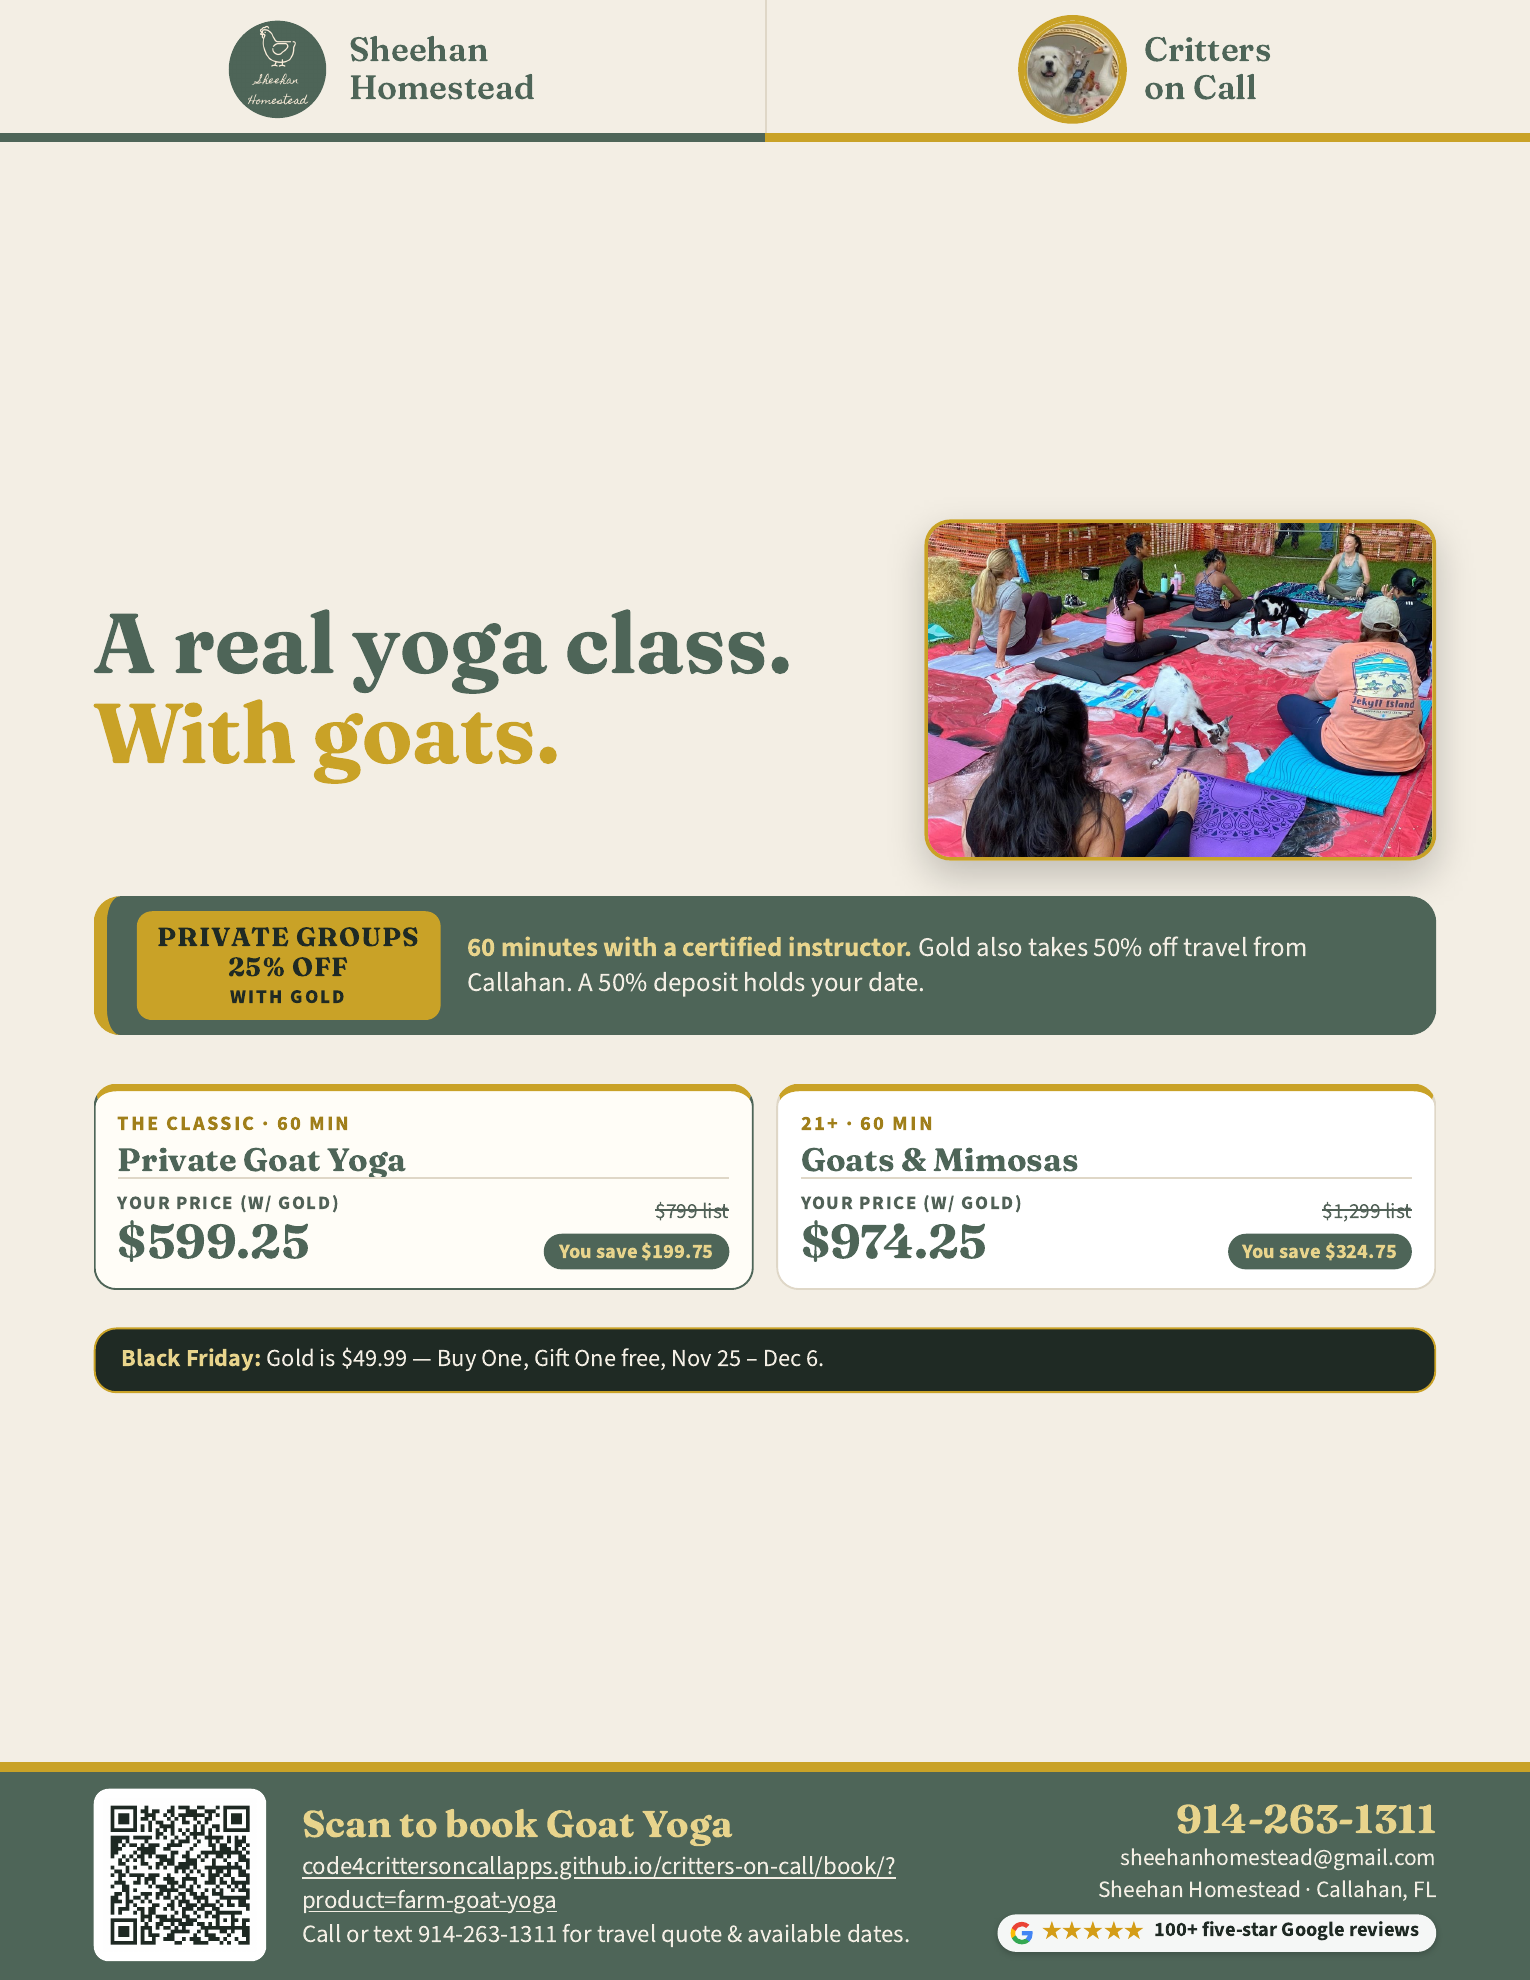 Sheehan
Homestead
Sheehan
Homestead
Critters
on Call
A real yoga class.
With goats.
Jekyll Island
PRIVATE GROUPS
25% OFF
WITH GOLD
60 minutes with a certified instructor. Gold also takes 50% off travel from
Callahan. A 50% deposit holds your date.
THE CLASSIC · 60 MIN
Private Goat Yoga
YOUR PRICE (W/ GOLD)
$799 list
$599.25
You save $199.75
21+ · 60 MIN
Goats & Mimosas
YOUR PRICE (W/ GOLD)
$1,299 list
$974.25
You save $324.75
Black Friday: Gold is $49.99 — Buy One, Gift One free, Nov 25 – Dec 6.
Scan to book Goat Yoga
code4crittersoncallapps.github.io/critters-on-call/book/?
product=farm-goat-yoga
Call or text 914-263-1311 for travel quote & available dates.
914-263-1311
sheehanhomestead@gmail.com
Sheehan Homestead · Callahan, FL
★★★★★ 100+ five-star Google reviews